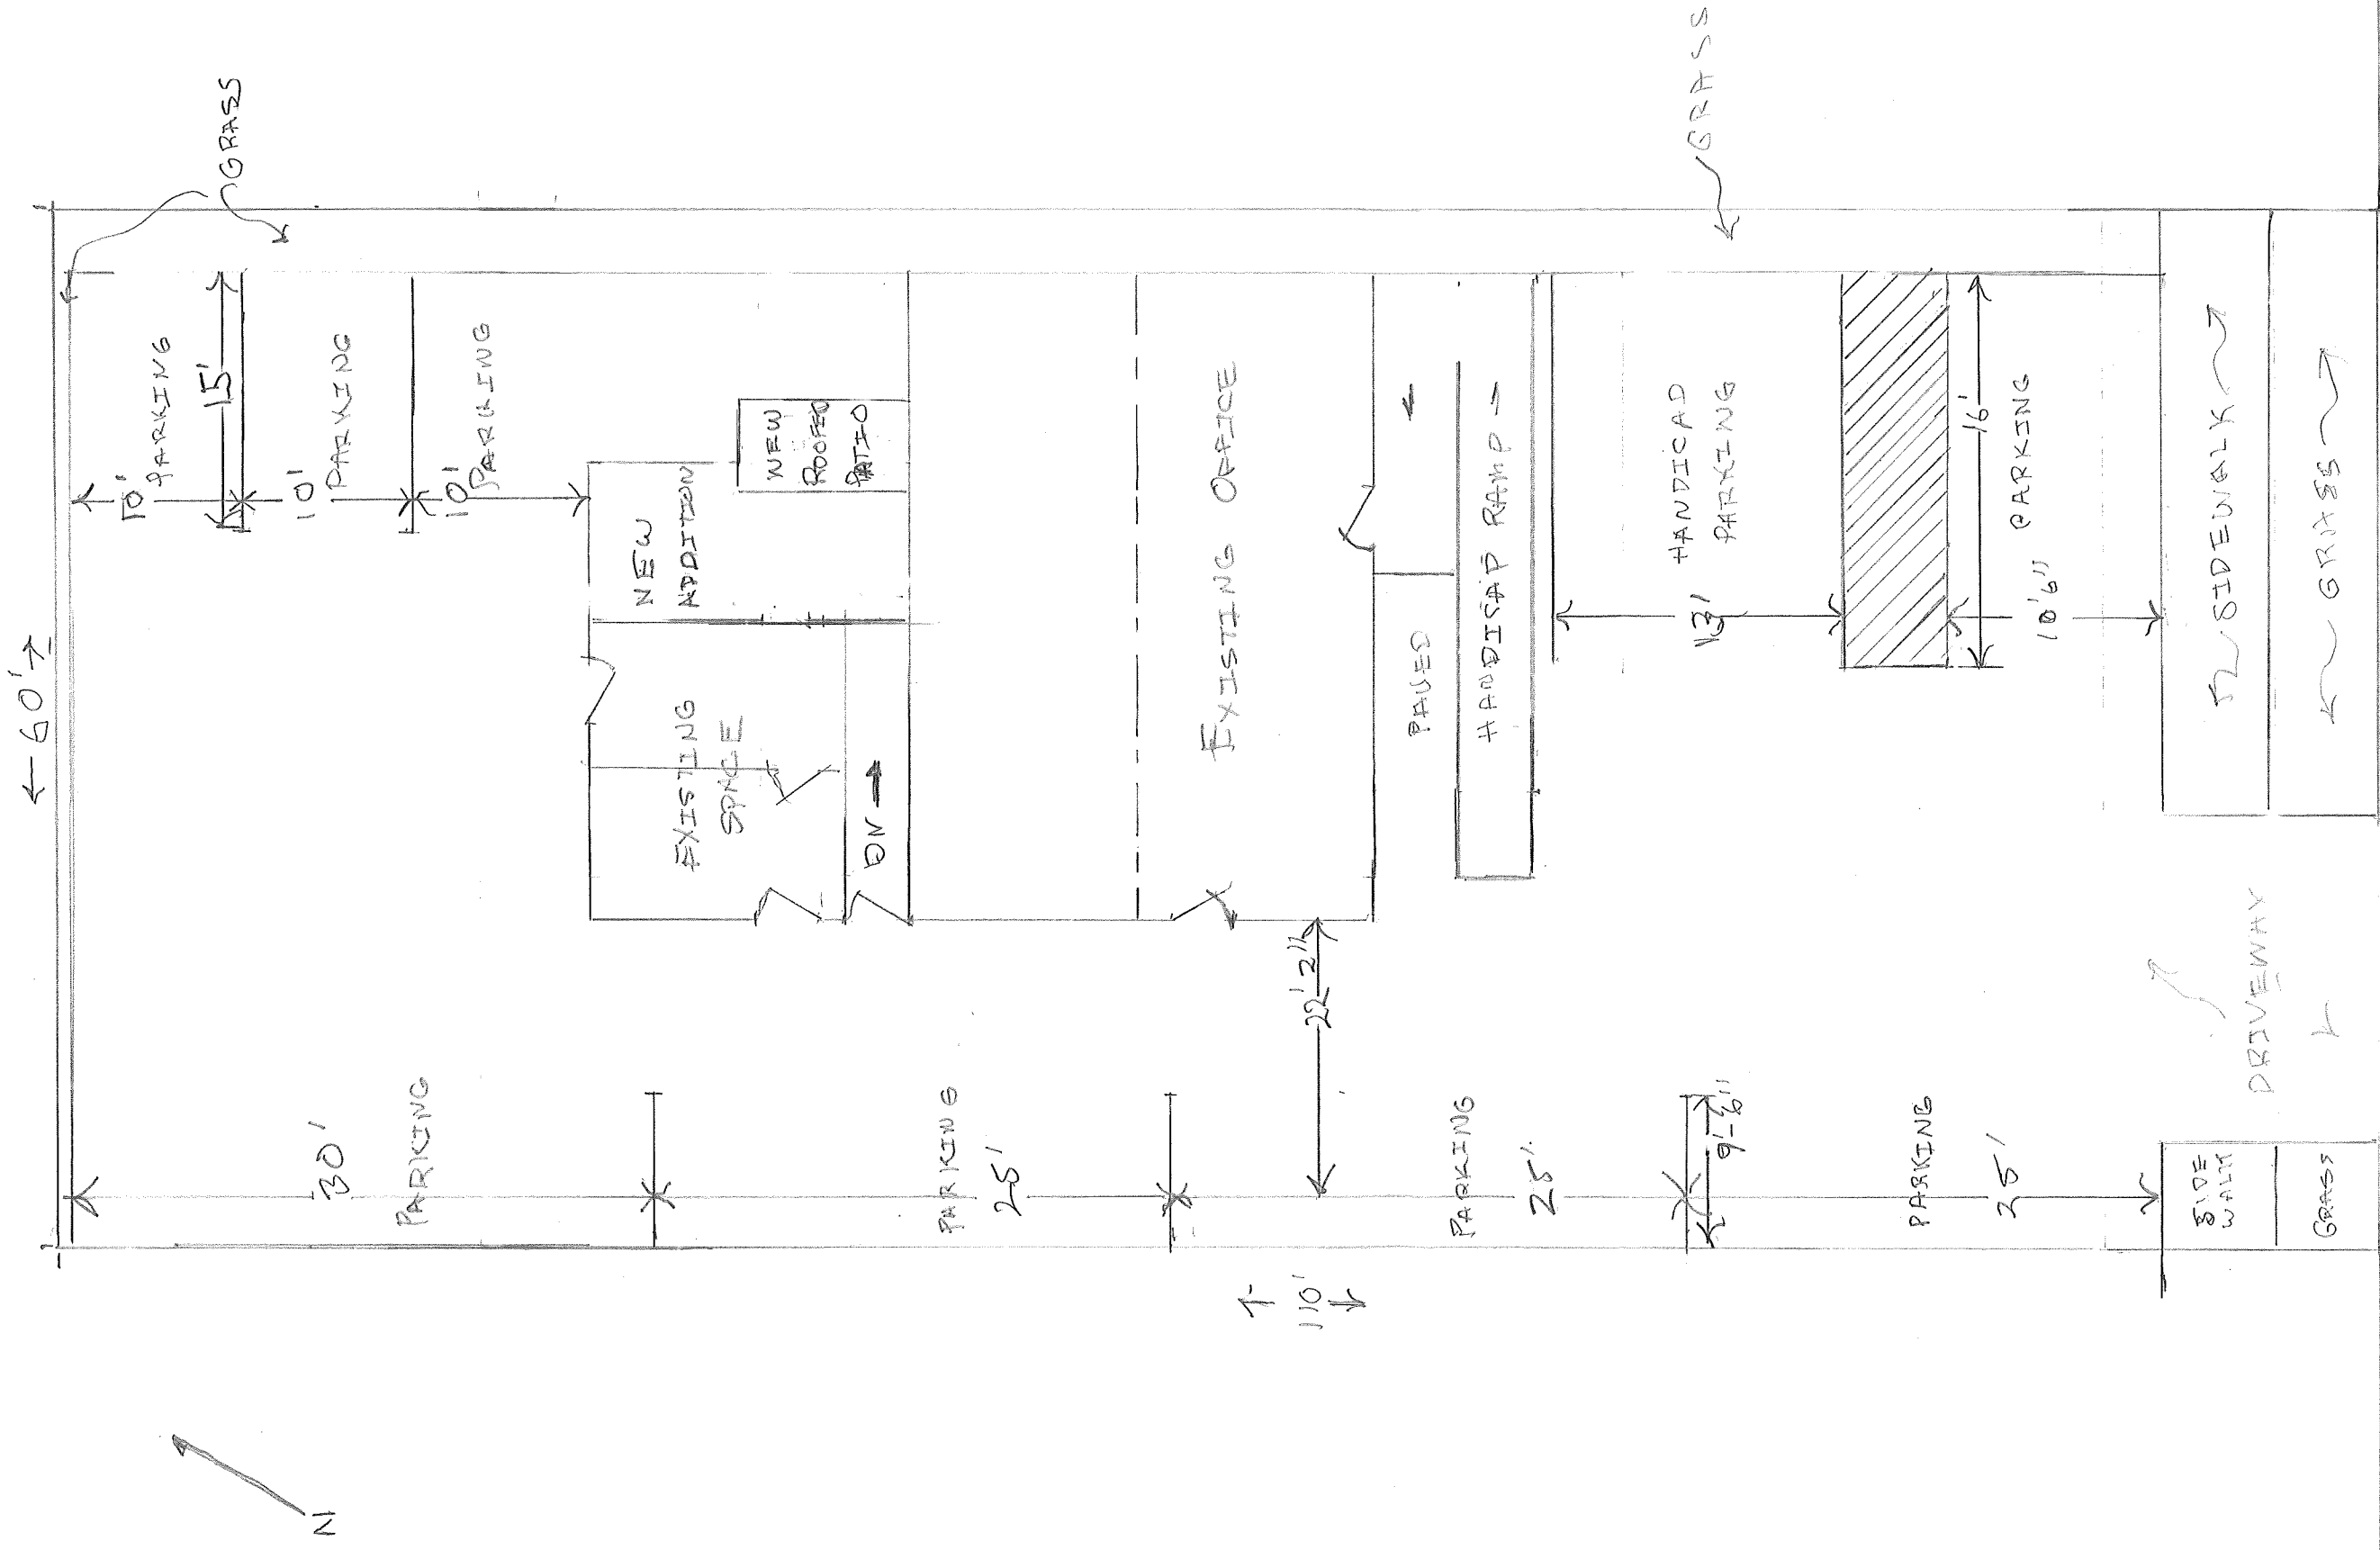 ← 60' →
GRASS
10'
PARKING
15'
10'
PARKING
10'
PARKING
NEW
ADDITION
NEW
ROOFED
PATIO
EXISTING
SPACE
DN →
EXISTING OFFICE
PAVED
←
HANDICAP RAMP →
GRASS
HANDICAP
PARKING
13'
16'
PARKING
10'6"
SIDEWALK
GRASS
DRIVEWAY
22'2"
30'
PARKING
PARKING
25'
PARKING
25'
9'-6"
PARKING
25'
SIDE
WALK
GRASS
110'
N